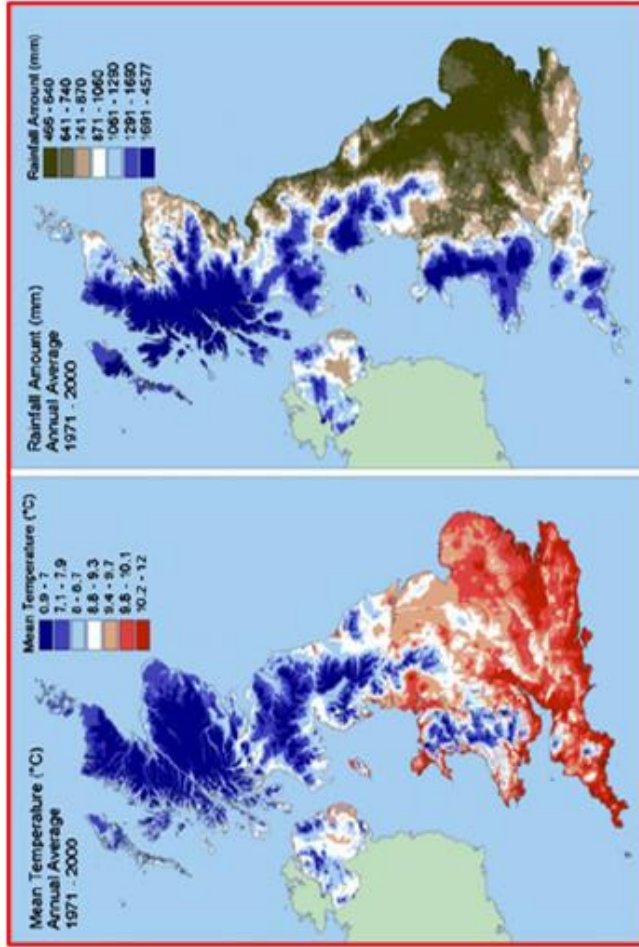 Mean Temperature (°C)
Annual Average
1971 - 2000
Mean Temperature (°C)
0.9 - 7
7.1 - 7.9
8 - 8.7
8.8 - 9.3
9.4 - 9.7
9.8 - 10.1
10.2 - 12
Rainfall Amount (mm)
Annual Average
1971 - 2000
Rainfall Amount (mm)
466 - 640
641 - 740
741 - 870
871 - 1060
1061 - 1290
1291 - 1690
1691 - 4577